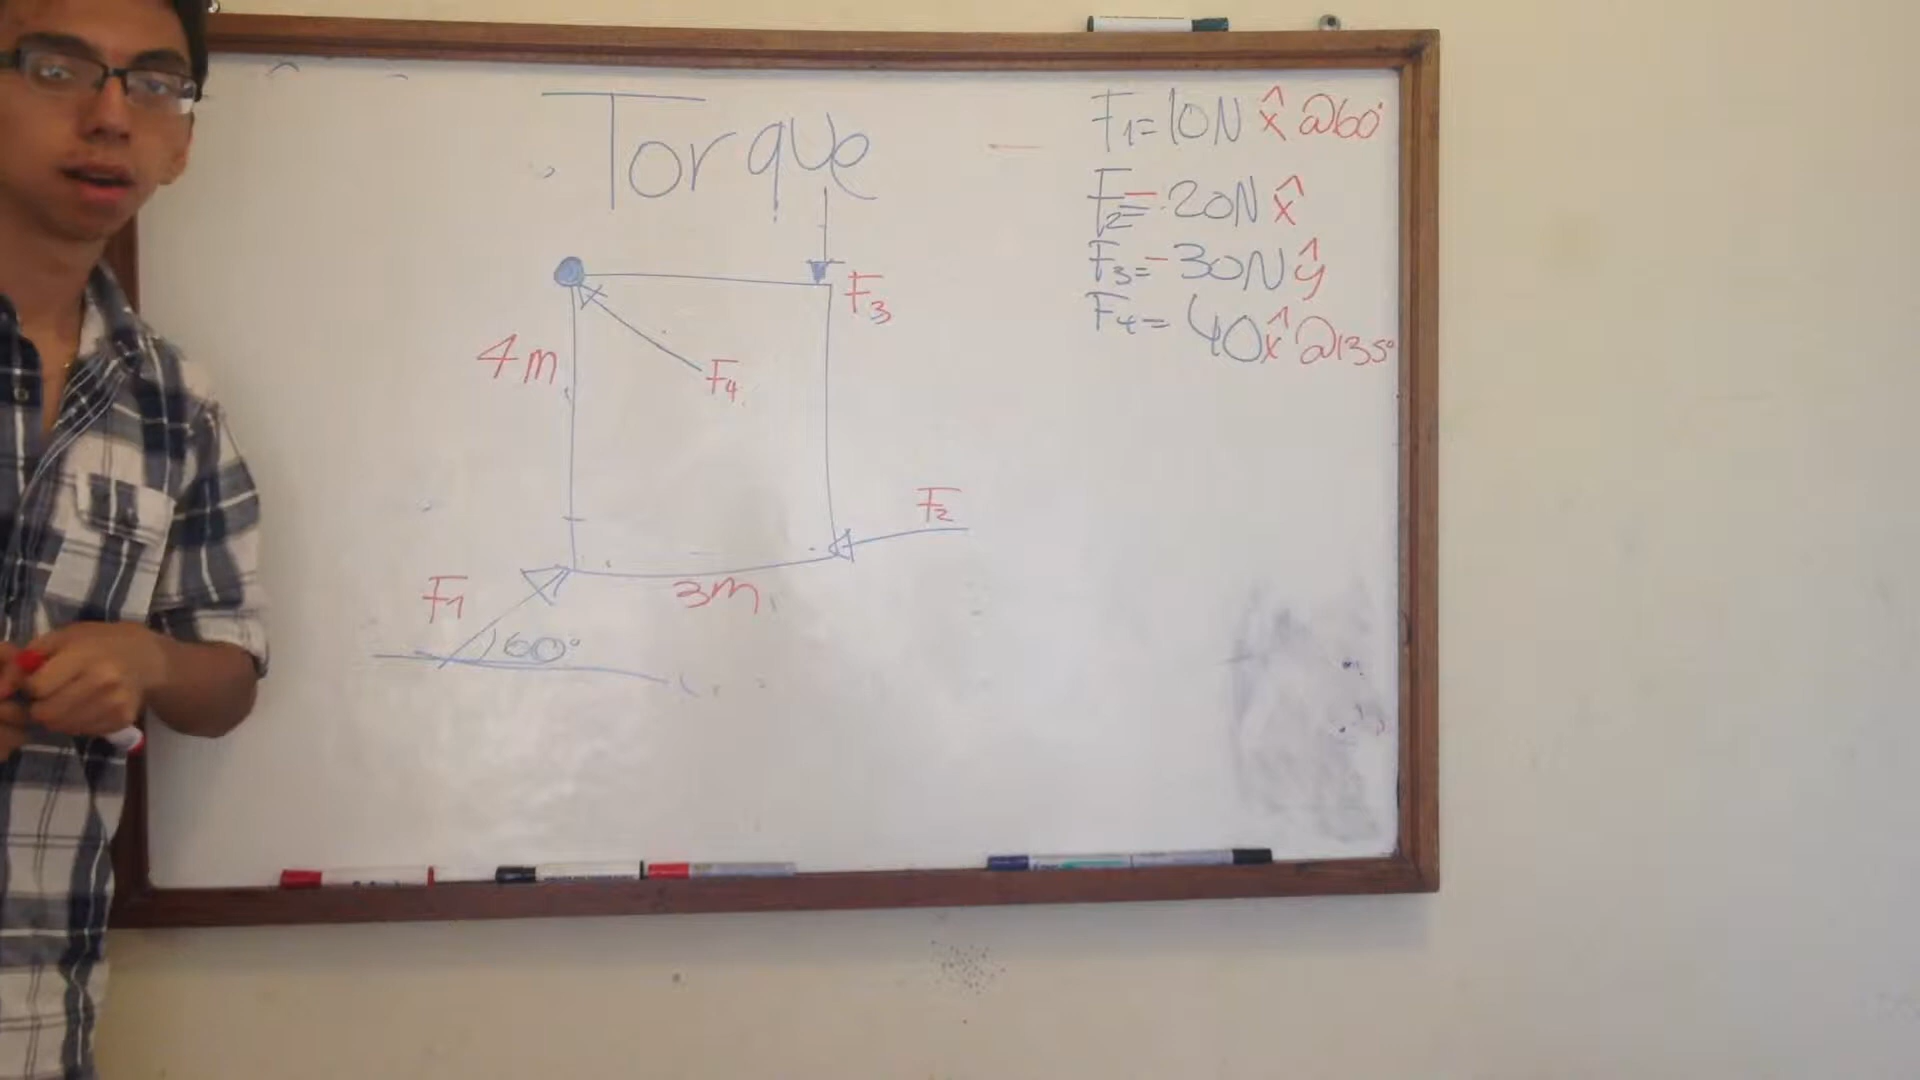 Torque
F1= 10N x̂ @60°
F2= -20N x̂
F3= -30N ŷ
F4= 40x̂ @135°
F3
4m
F4
F2
F1
3m
60°